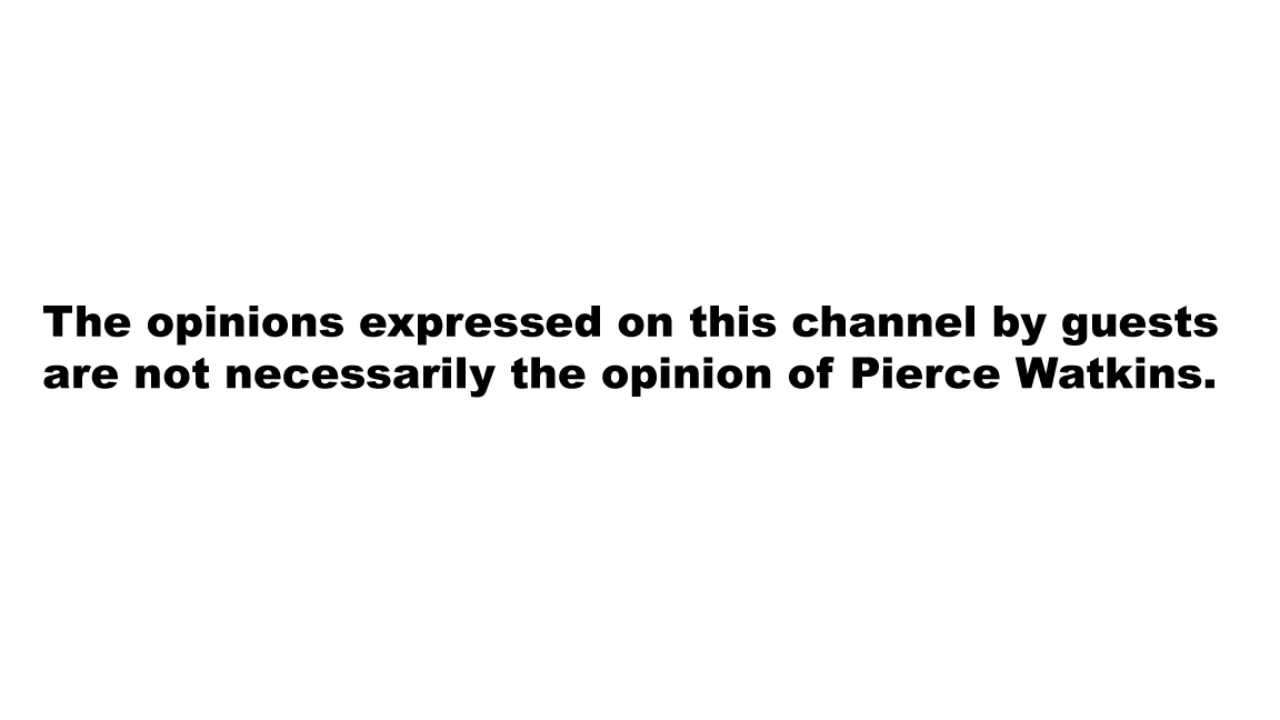 The opinions expressed on this channel by guests
are not necessarily the opinion of Pierce Watkins.